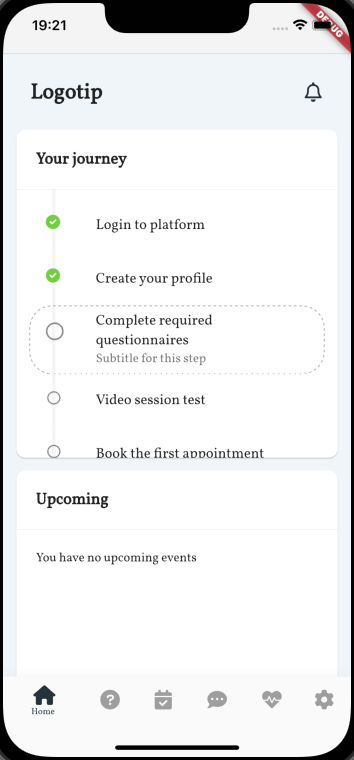 19:21
DEBUG
Logotip
Your journey
Login to platform
Create your profile
Complete required
questionnaires
Subtitle for this step
Video session test
Book the first appointment
Upcoming
You have no upcoming events
Home